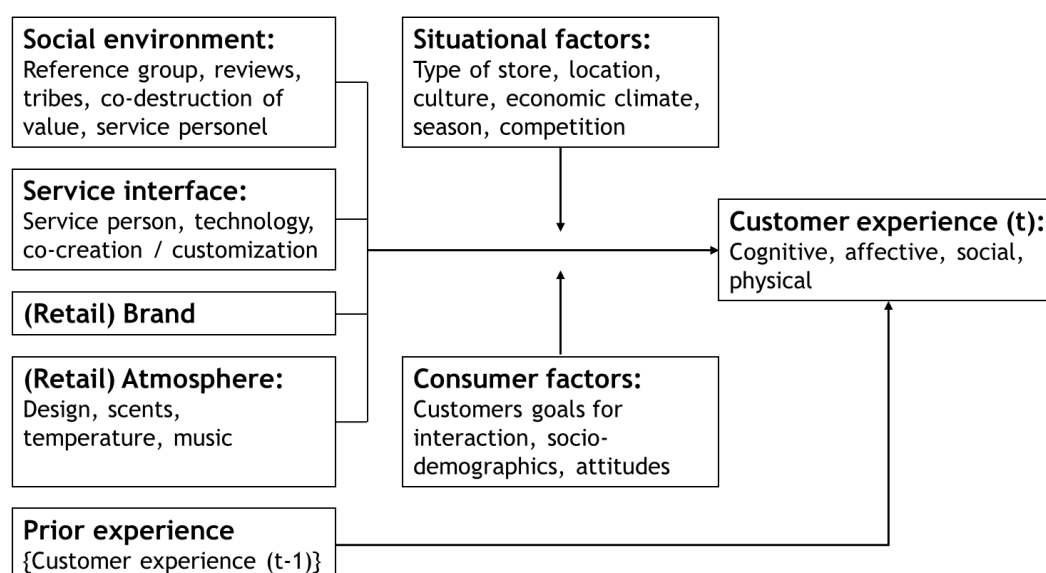 Social environment:
Reference group, reviews,
tribes, co-destruction of
value, service personel
Service interface:
Service person, technology,
co-creation / customization
(Retail) Brand
(Retail) Atmosphere:
Design, scents,
temperature, music
Prior experience
{Customer experience (t-1)}
Situational factors:
Type of store, location,
culture, economic climate,
season, competition
Consumer factors:
Customers goals for
interaction, socio-
demographics, attitudes
Customer experience (t):
Cognitive, affective, social,
physical